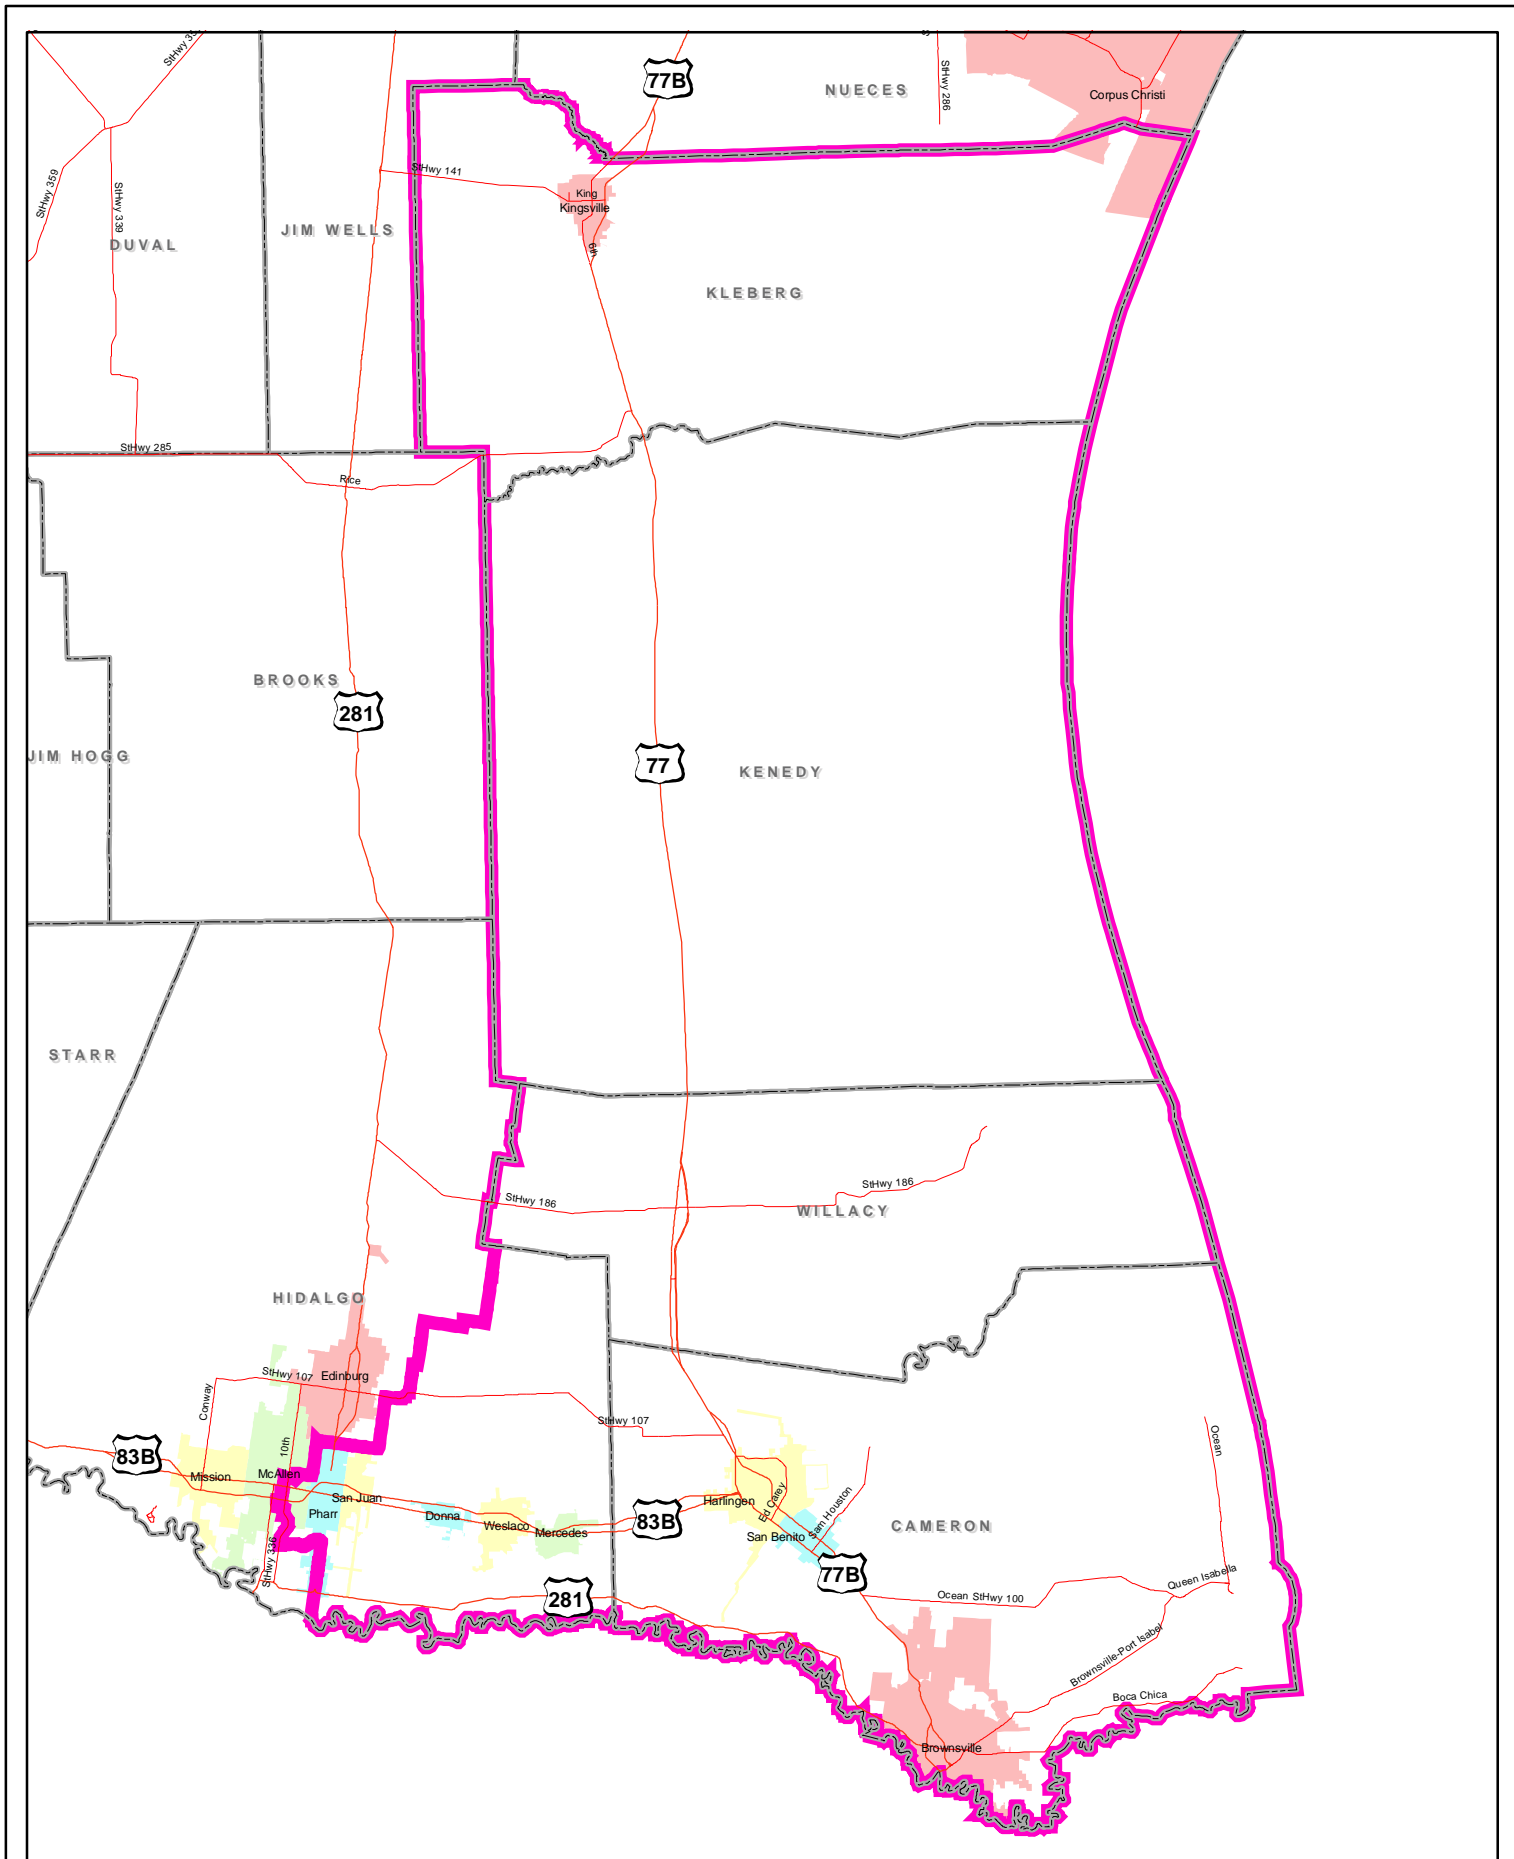 StHwy 35
77B
NUECES
StHwy 286
Corpus Christi
StHwy 359
StHwy 339
StHwy 141
King
Kingsville
6th
DUVAL
JIM WELLS
KLEBERG
StHwy 285
Rice
BROOKS
281
JIM HOGG
77
KENEDY
STARR
StHwy 186
StHwy 186
WILLACY
HIDALGO
StHwy 107
Edinburg
Conway
StHwy 107
10th
83B
Mission
McAllen
San Juan
Pharr
Donna
Weslaco
Mercedes
83B
Harlingen
Ed Carey
Sam Houston
San Benito
CAMERON
Ocean
StHwy 336
281
77B
Ocean StHwy 100
Queen Isabella
Brownsville-Port Isabel
Boca Chica
Brownsville